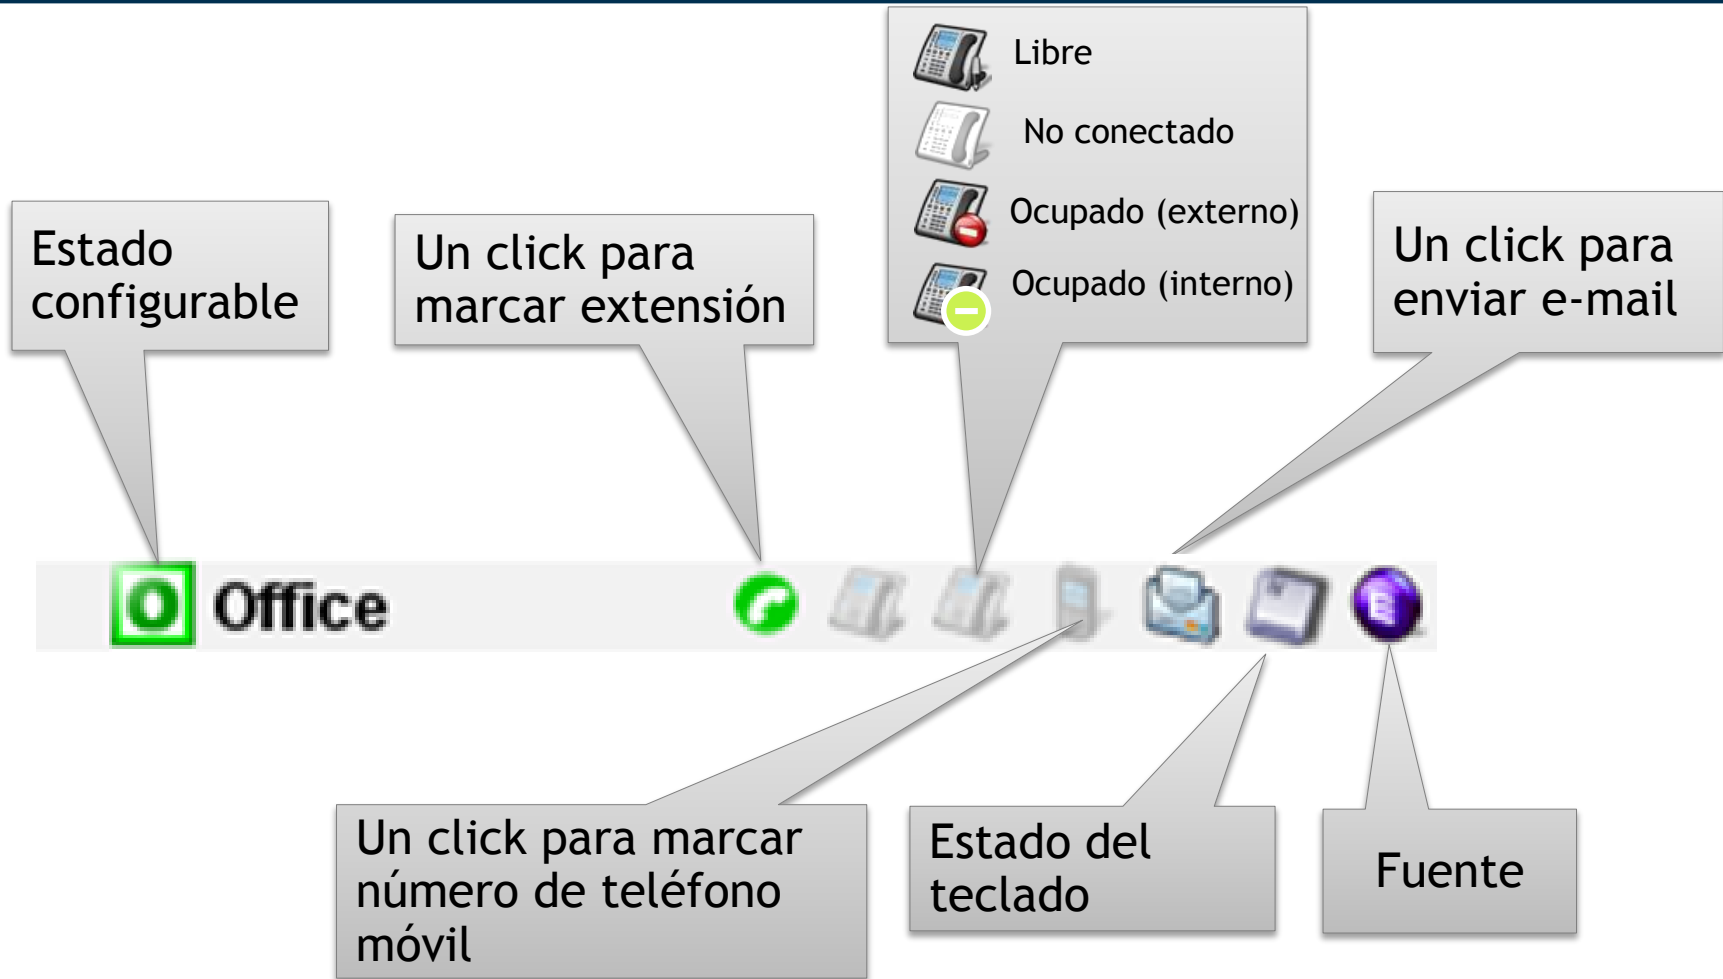 Libre
No conectado
Ocupado (externo)
Ocupado (interno)
Estado
configurable
Un click para
marcar extensión
Un click para
enviar e-mail
O Office
Un click para marcar
número de teléfono
móvil
Estado del
teclado
Fuente